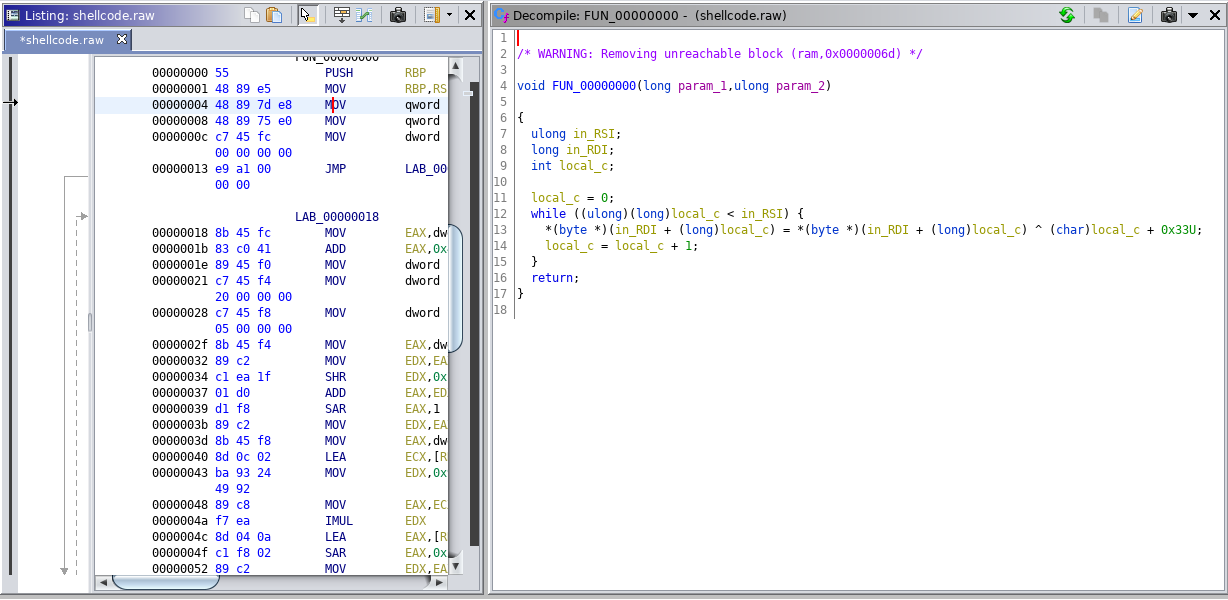 Listing: shellcode.raw
*shellcode.raw
FUN_00000000
00000000 55 PUSH RBP
00000001 48 89 e5 MOV RBP,RS
00000004 48 89 7d e8 MOV qword
00000008 48 89 75 e0 MOV qword
0000000c c7 45 fc MOV dword
00 00 00 00
00000013 e9 a1 00 JMP LAB_00
00 00
LAB_00000018
00000018 8b 45 fc MOV EAX,dw
0000001b 83 c0 41 ADD EAX,0x
0000001e 89 45 f0 MOV dword
00000021 c7 45 f4 MOV dword
20 00 00 00
00000028 c7 45 f8 MOV dword
05 00 00 00
0000002f 8b 45 f4 MOV EAX,dw
00000032 89 c2 MOV EDX,EA
00000034 c1 ea 1f SHR EDX,0x
00000037 01 d0 ADD EAX,ED
00000039 d1 f8 SAR EAX,1
0000003b 89 c2 MOV EDX,EA
0000003d 8b 45 f8 MOV EAX,dw
00000040 8d 0c 02 LEA ECX,[R
00000043 ba 93 24 MOV EDX,0x
49 92
00000048 89 c8 MOV EAX,EC
0000004a f7 ea IMUL EDX
0000004c 8d 04 0a LEA EAX,[R
0000004f c1 f8 02 SAR EAX,0x
00000052 89 c2 MOV EDX,EA
Decompile: FUN_00000000 - (shellcode.raw)
1
2 /* WARNING: Removing unreachable block (ram,0x0000006d) */
3
4 void FUN_00000000(long param_1,ulong param_2)
5
6 {
7 ulong in_RSI;
8 long in_RDI;
9 int local_c;
10
11 local_c = 0;
12 while ((ulong)(long)local_c < in_RSI) {
13 *(byte *)(in_RDI + (long)local_c) = *(byte *)(in_RDI + (long)local_c) ^ (char)local_c + 0x33U;
14 local_c = local_c + 1;
15 }
16 return;
17 }
18